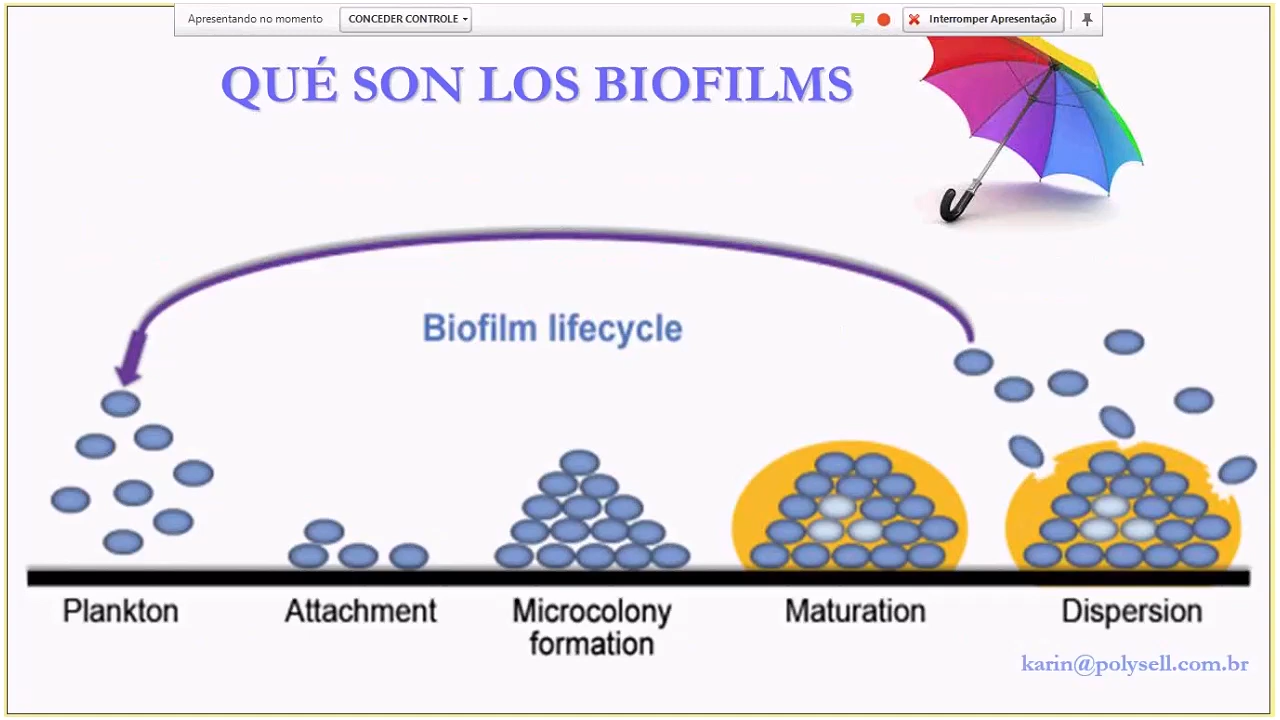 Apresentando no momento
CONCEDER CONTROLE
Interromper Apresentação
QUÉ SON LOS BIOFILMS
Biofilm lifecycle
Plankton
Attachment
Microcolony
formation
Maturation
Dispersion
karin@polysell.com.br